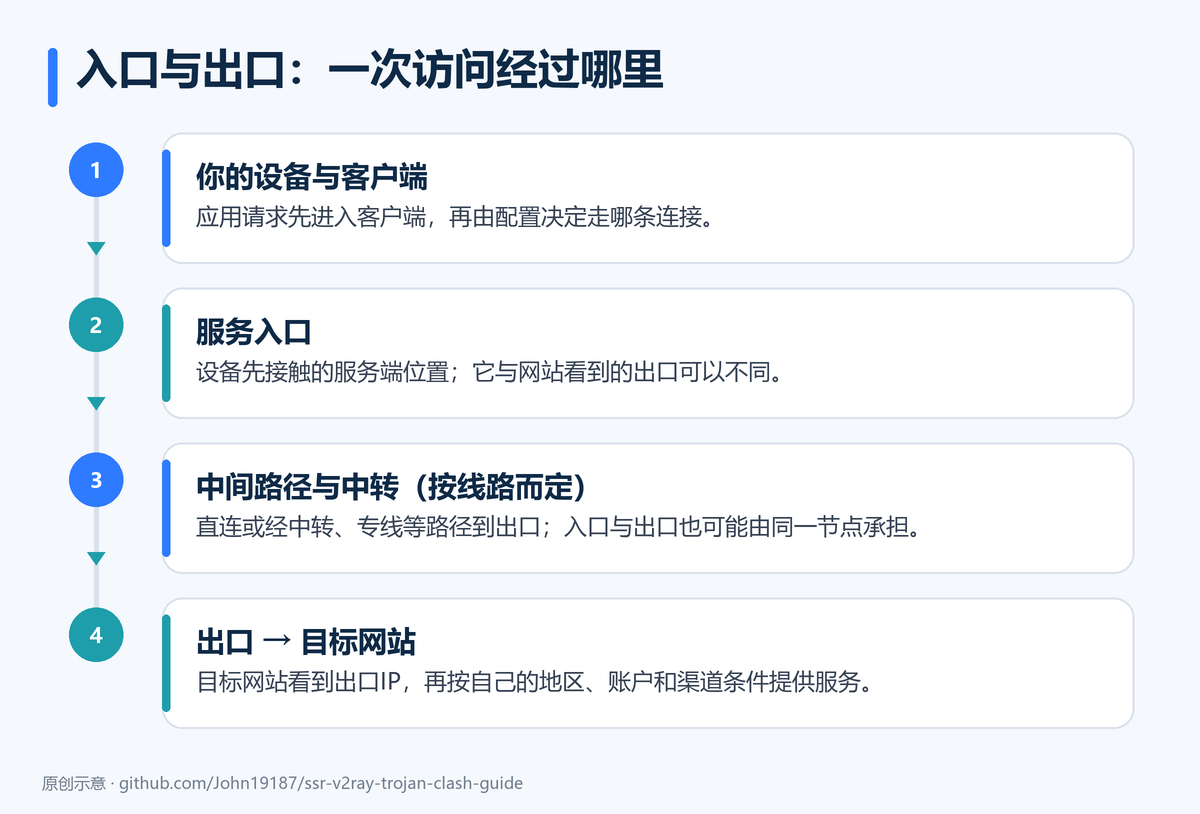 入口与出口：一次访问经过哪里
1
你的设备与客户端
应用请求先进入客户端，再由配置决定走哪条连接。
2
服务入口
设备先接触的服务端位置；它与网站看到的出口可以不同。
3
中间路径与中转（按线路而定）
直连或经中转、专线等路径到出口；入口与出口也可能由同一节点承担。
4
出口 → 目标网站
目标网站看到出口IP，再按自己的地区、账户和渠道条件提供服务。
原创示意 · github.com/John19187/ssr-v2ray-trojan-clash-guide